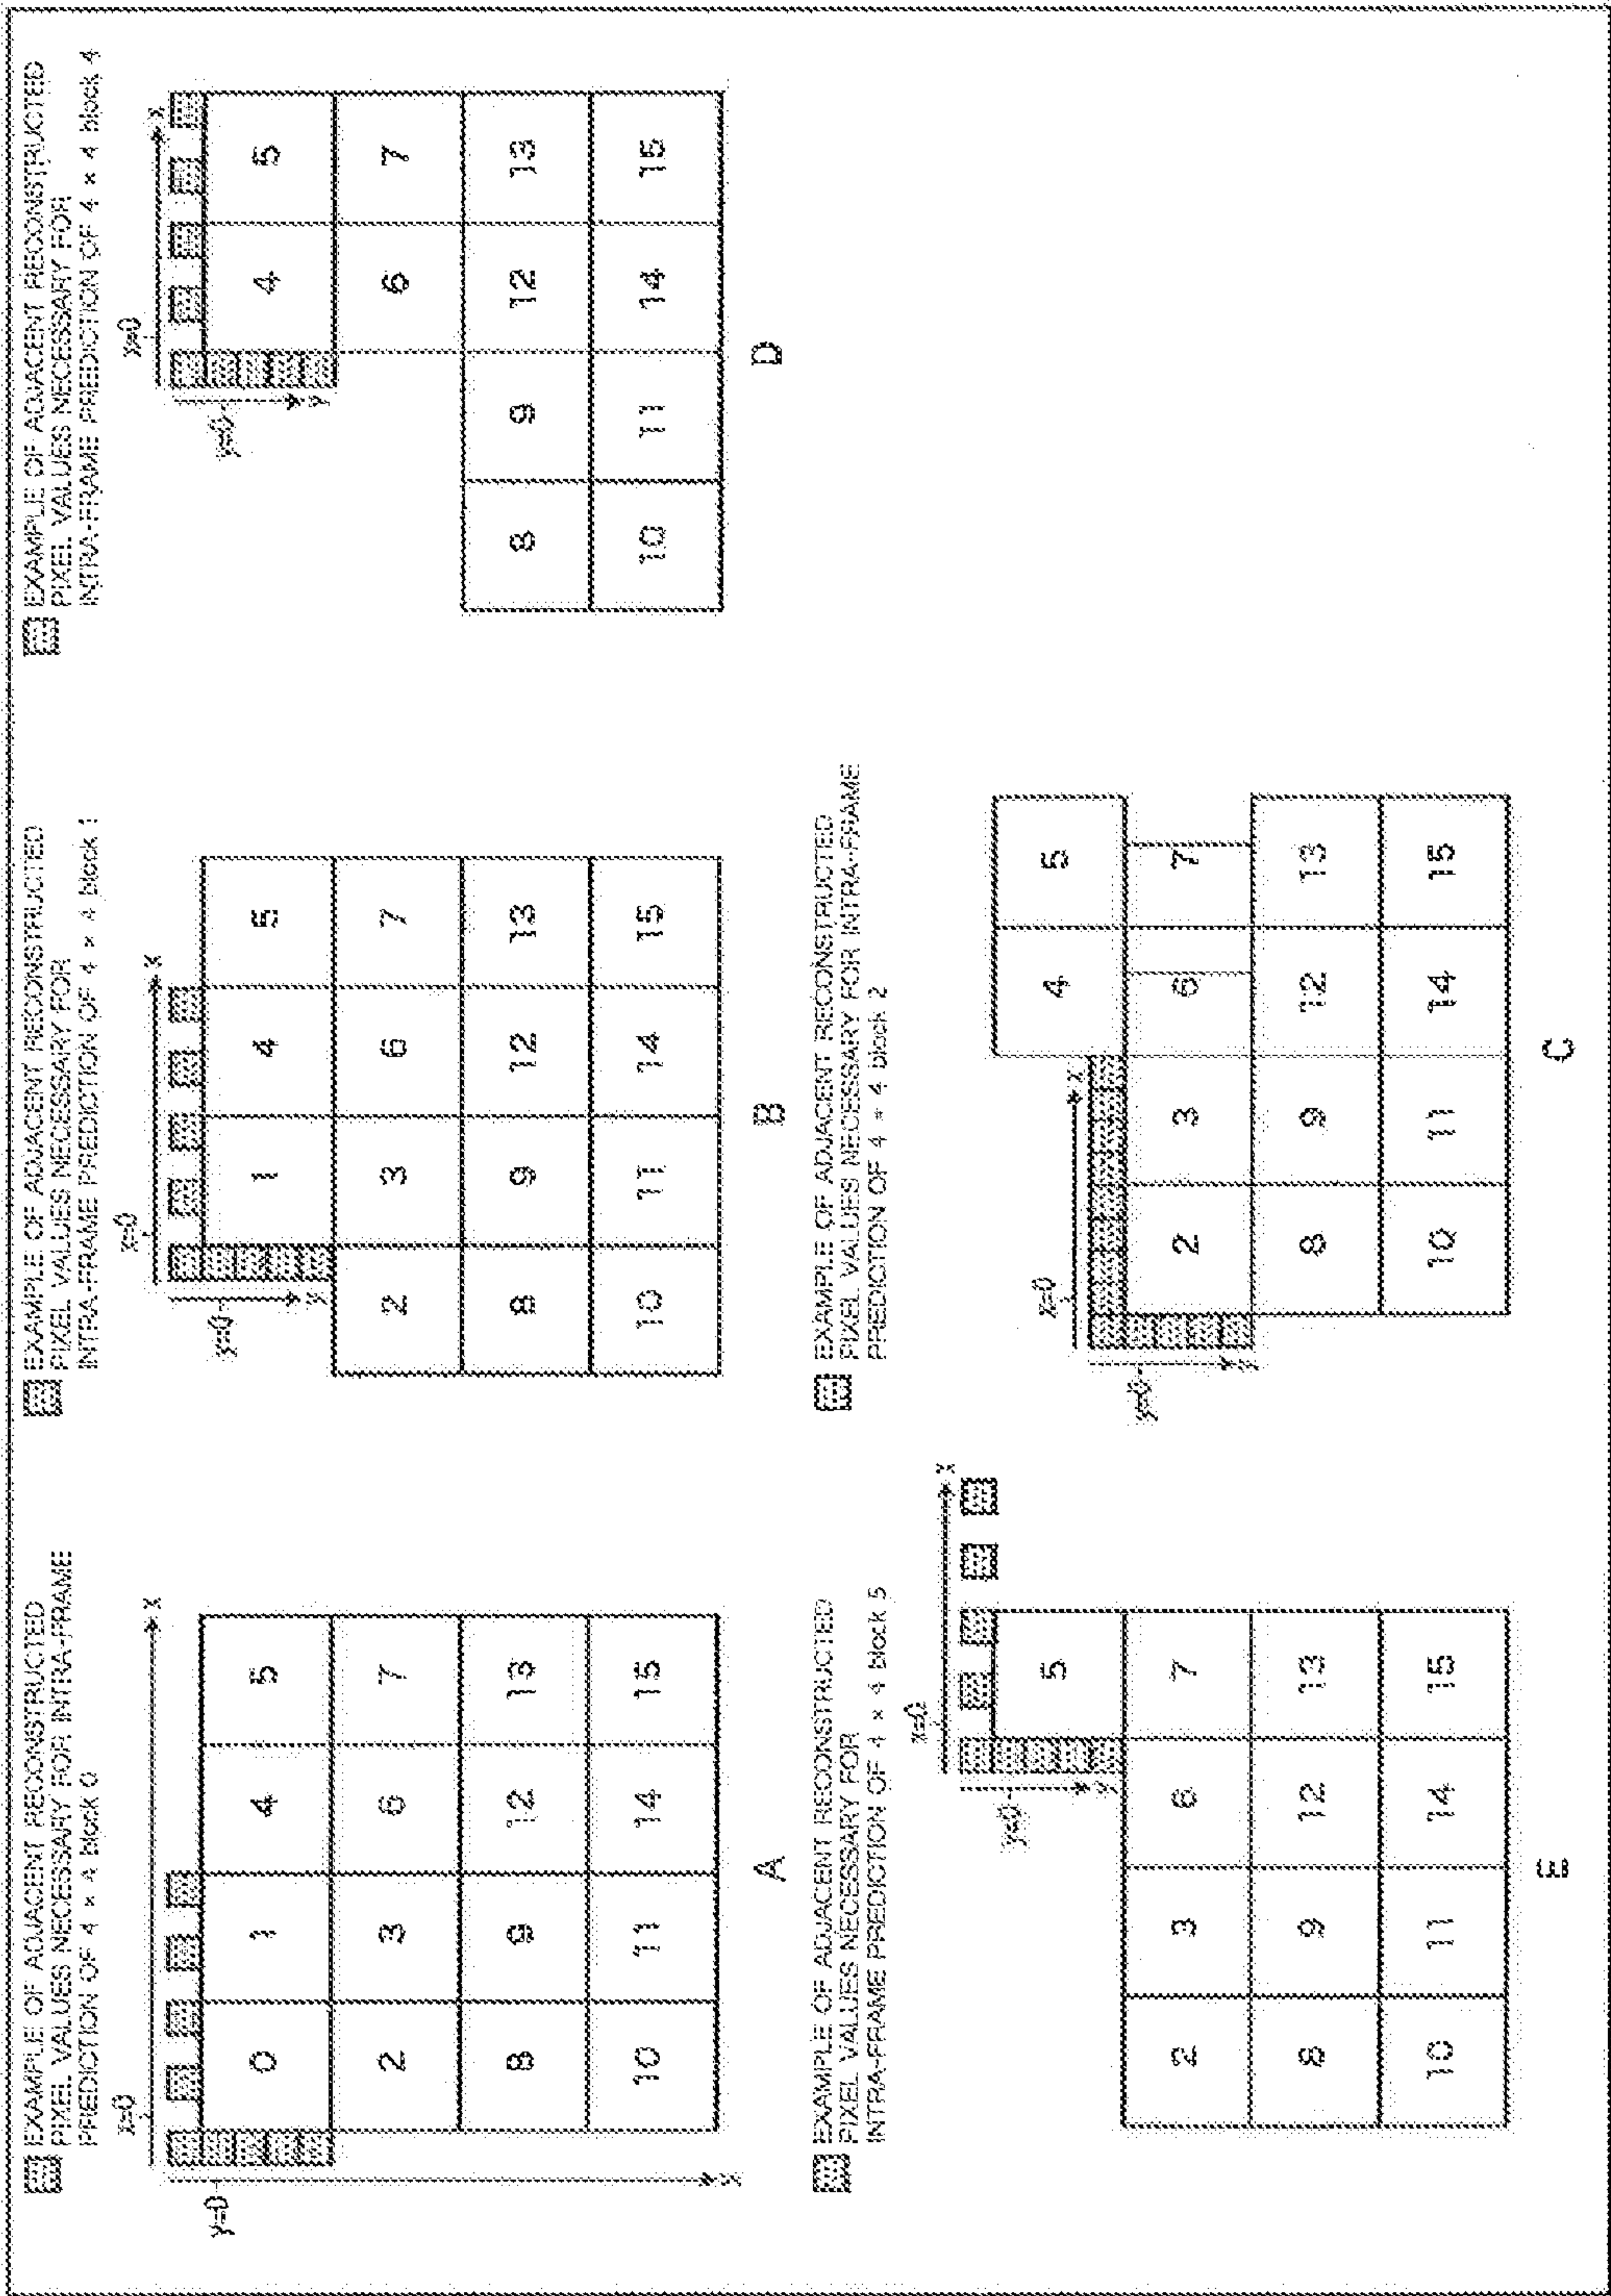 EXAMPLE OF ADJACENT RECONSTRUCTED
PIXEL VALUES NECESSARY FOR INTRA-FRAME
PREDICTION OF 4 × 4 block 0
x=0
x
y=0
y
0 1 4 5
2 3 6 7
8 9 12 13
10 11 14 15
A
EXAMPLE OF ADJACENT RECONSTRUCTED
PIXEL VALUES NECESSARY FOR
INTRA-FRAME PREDICTION OF 4 × 4 block 1
x=0
x
y=0
y
1 4 5
2 3 6 7
8 9 12 13
10 11 14 15
B
EXAMPLE OF ADJACENT RECONSTRUCTED
PIXEL VALUES NECESSARY FOR
INTRA-FRAME PREDICTION OF 4 × 4 block 4
x=0
x
y=0
y
4 5
6 7
8 9 12 13
10 11 14 15
D
EXAMPLE OF ADJACENT RECONSTRUCTED
PIXEL VALUES NECESSARY FOR
INTRA-FRAME PREDICTION OF 4 × 4 block 5
x=0
x
y=0
y
5
2 3 6 7
8 9 12 13
10 11 14 15
E
EXAMPLE OF ADJACENT RECONSTRUCTED
PIXEL VALUES NECESSARY FOR INTRA-FRAME
PREDICTION OF 4 × 4 block 2
x=0
x
y=0
y
4 5
2 3 6 7
8 9 12 13
10 11 14 15
C